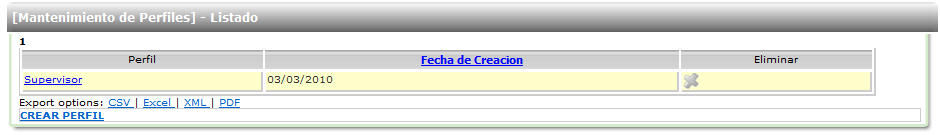 [Mantenimiento de Perfiles] - Listado
1
Perfil Fecha de Creacion Eliminar
Supervisor 03/03/2010
Export options: CSV | Excel | XML | PDF
CREAR PERFIL